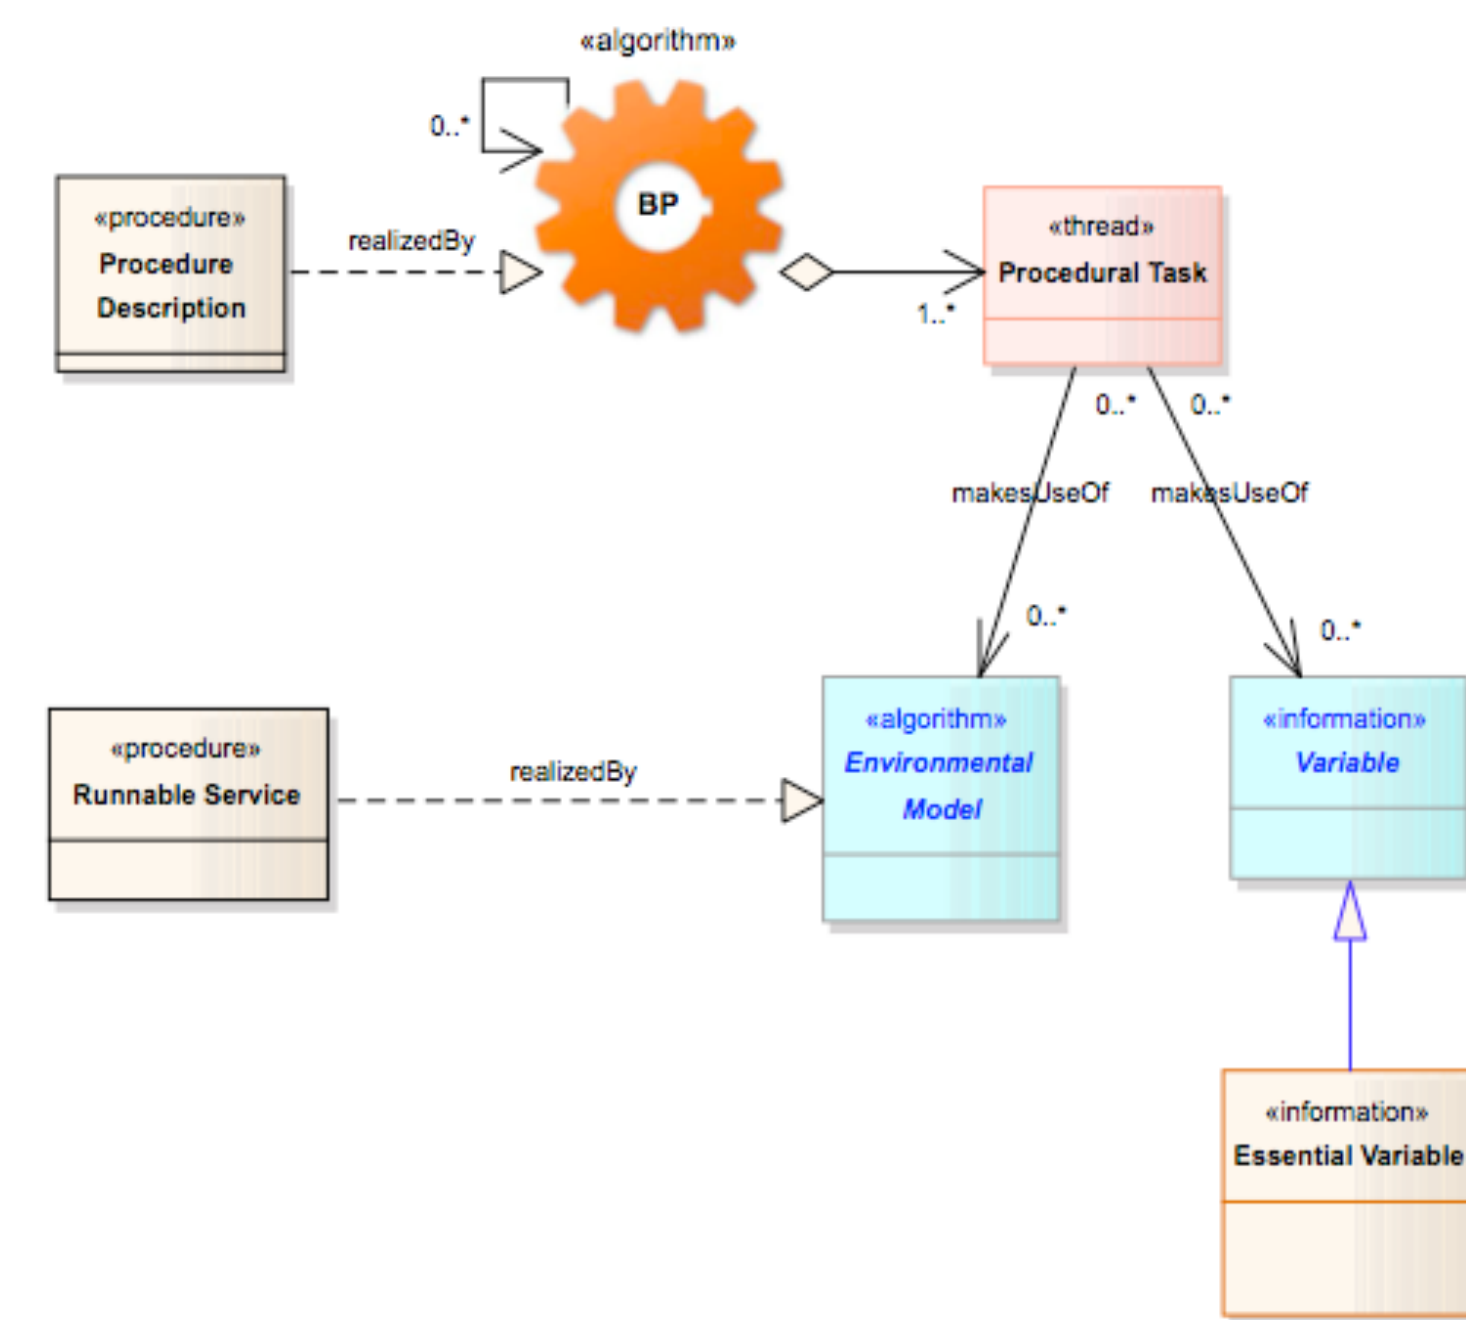 «algorithm»
0..*
BP
«procedure»
Procedure
Description
realizedBy
1..*
«thread»
Procedural Task
0..*
0..*
makesUseOf
makesUseOf
0..*
0..*
«procedure»
Runnable Service
realizedBy
«algorithm»
Environmental
Model
«information»
Variable
«information»
Essential Variable